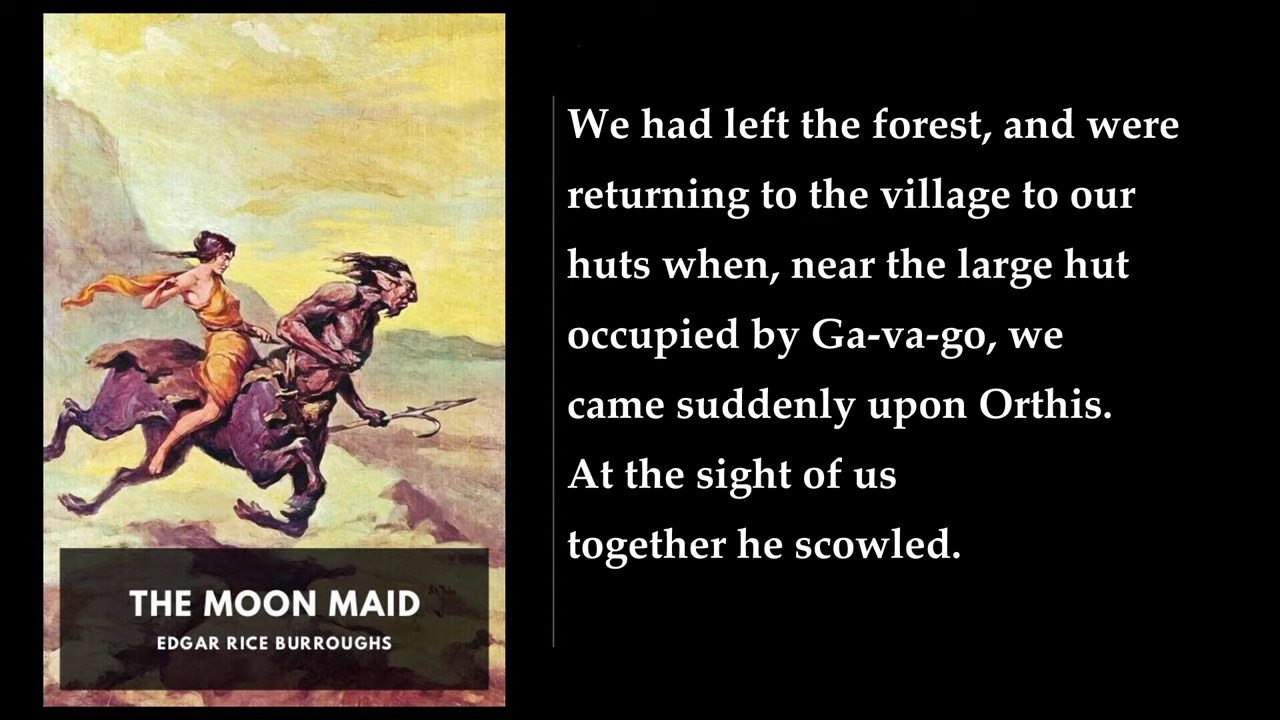 THE MOON MAID
EDGAR RICE BURROUGHS
We had left the forest, and were
returning to the village to our
huts when, near the large hut
occupied by Ga-va-go, we
came suddenly upon Orthis.
At the sight of us
together he scowled.